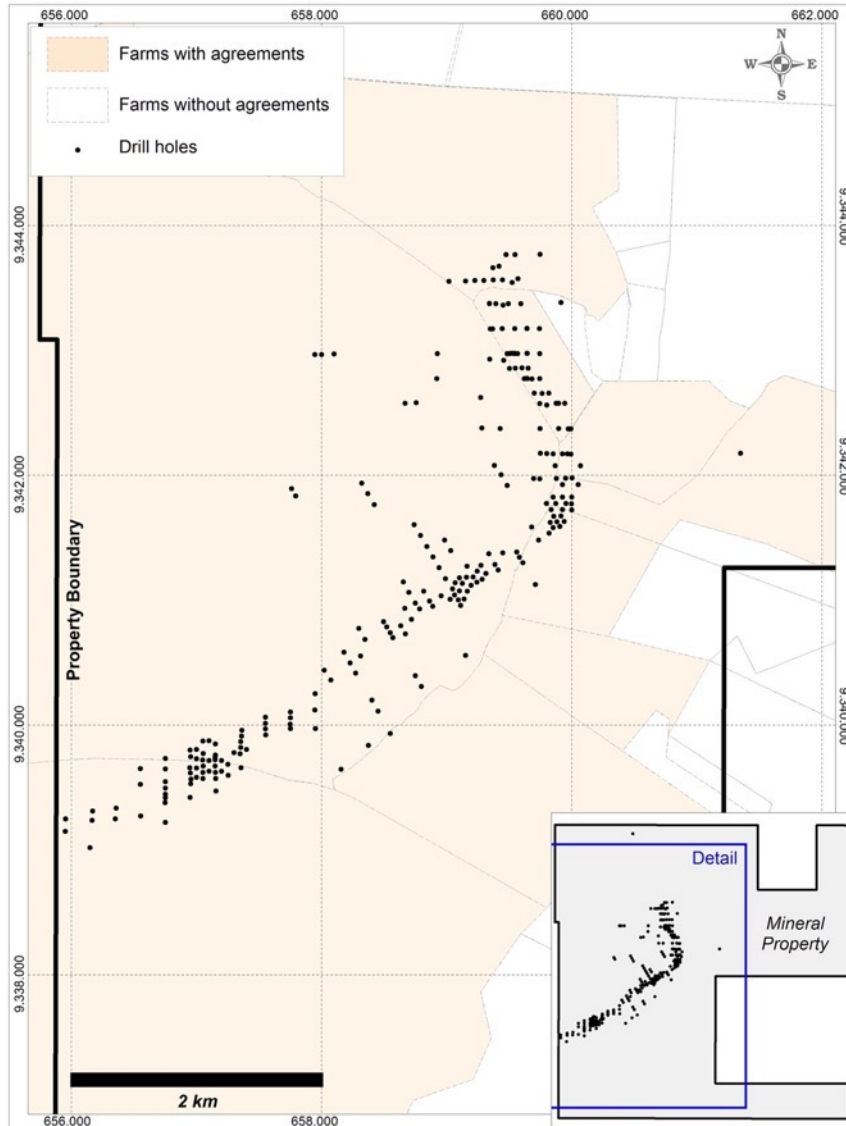 656.000
658.000
660.000
662.000
Farms with agreements
Farms without agreements
Drill holes
N
W
E
S
9.344.000
9.344.000
9.342.000
9.342.000
Property Boundary
9.340.000
9.340.000
Detail
Mineral
Property
9.338.000
2 km
656.000
658.000